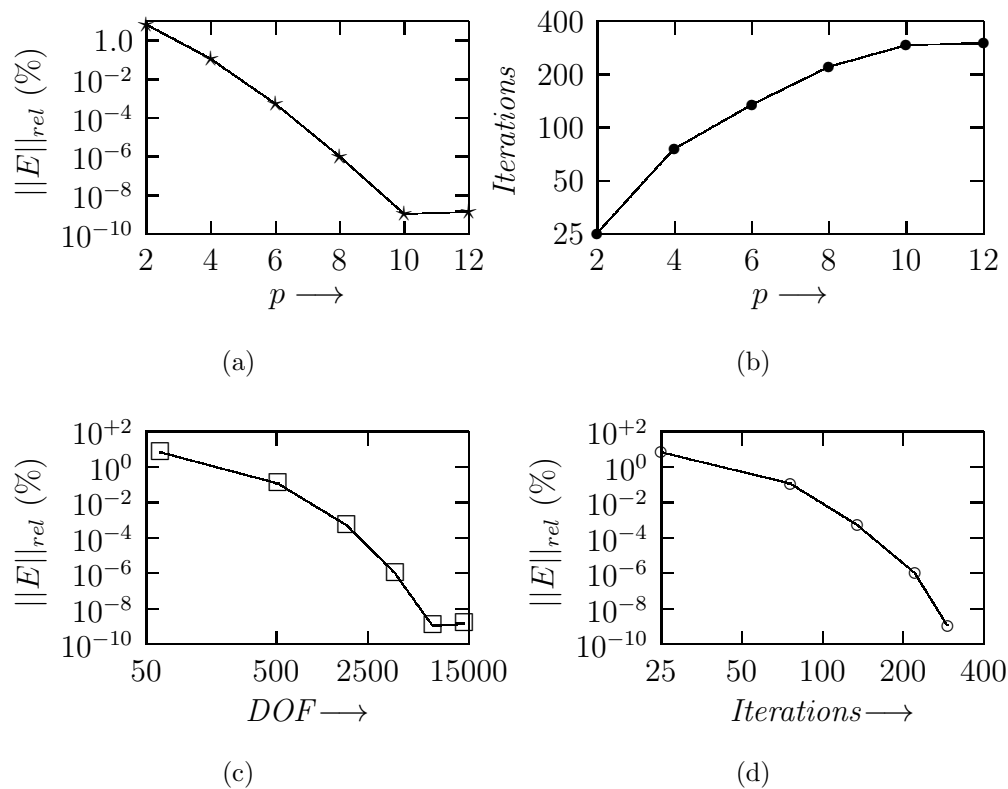 ||E||_{rel} (%)
1.0
10^{-2}
10^{-4}
10^{-6}
10^{-8}
10^{-10}
2 4 6 8 10 12
p ⟶
(a)
Iterations
400
200
100
50
25
2 4 6 8 10 12
p ⟶
(b)
||E||_{rel} (%)
10^{+2}
10^{0}
10^{-2}
10^{-4}
10^{-6}
10^{-8}
10^{-10}
50 500 2500 15000
DOF ⟶
(c)
||E||_{rel} (%)
10^{+2}
10^{0}
10^{-2}
10^{-4}
10^{-6}
10^{-8}
10^{-10}
25 50 100 200 400
Iterations ⟶
(d)